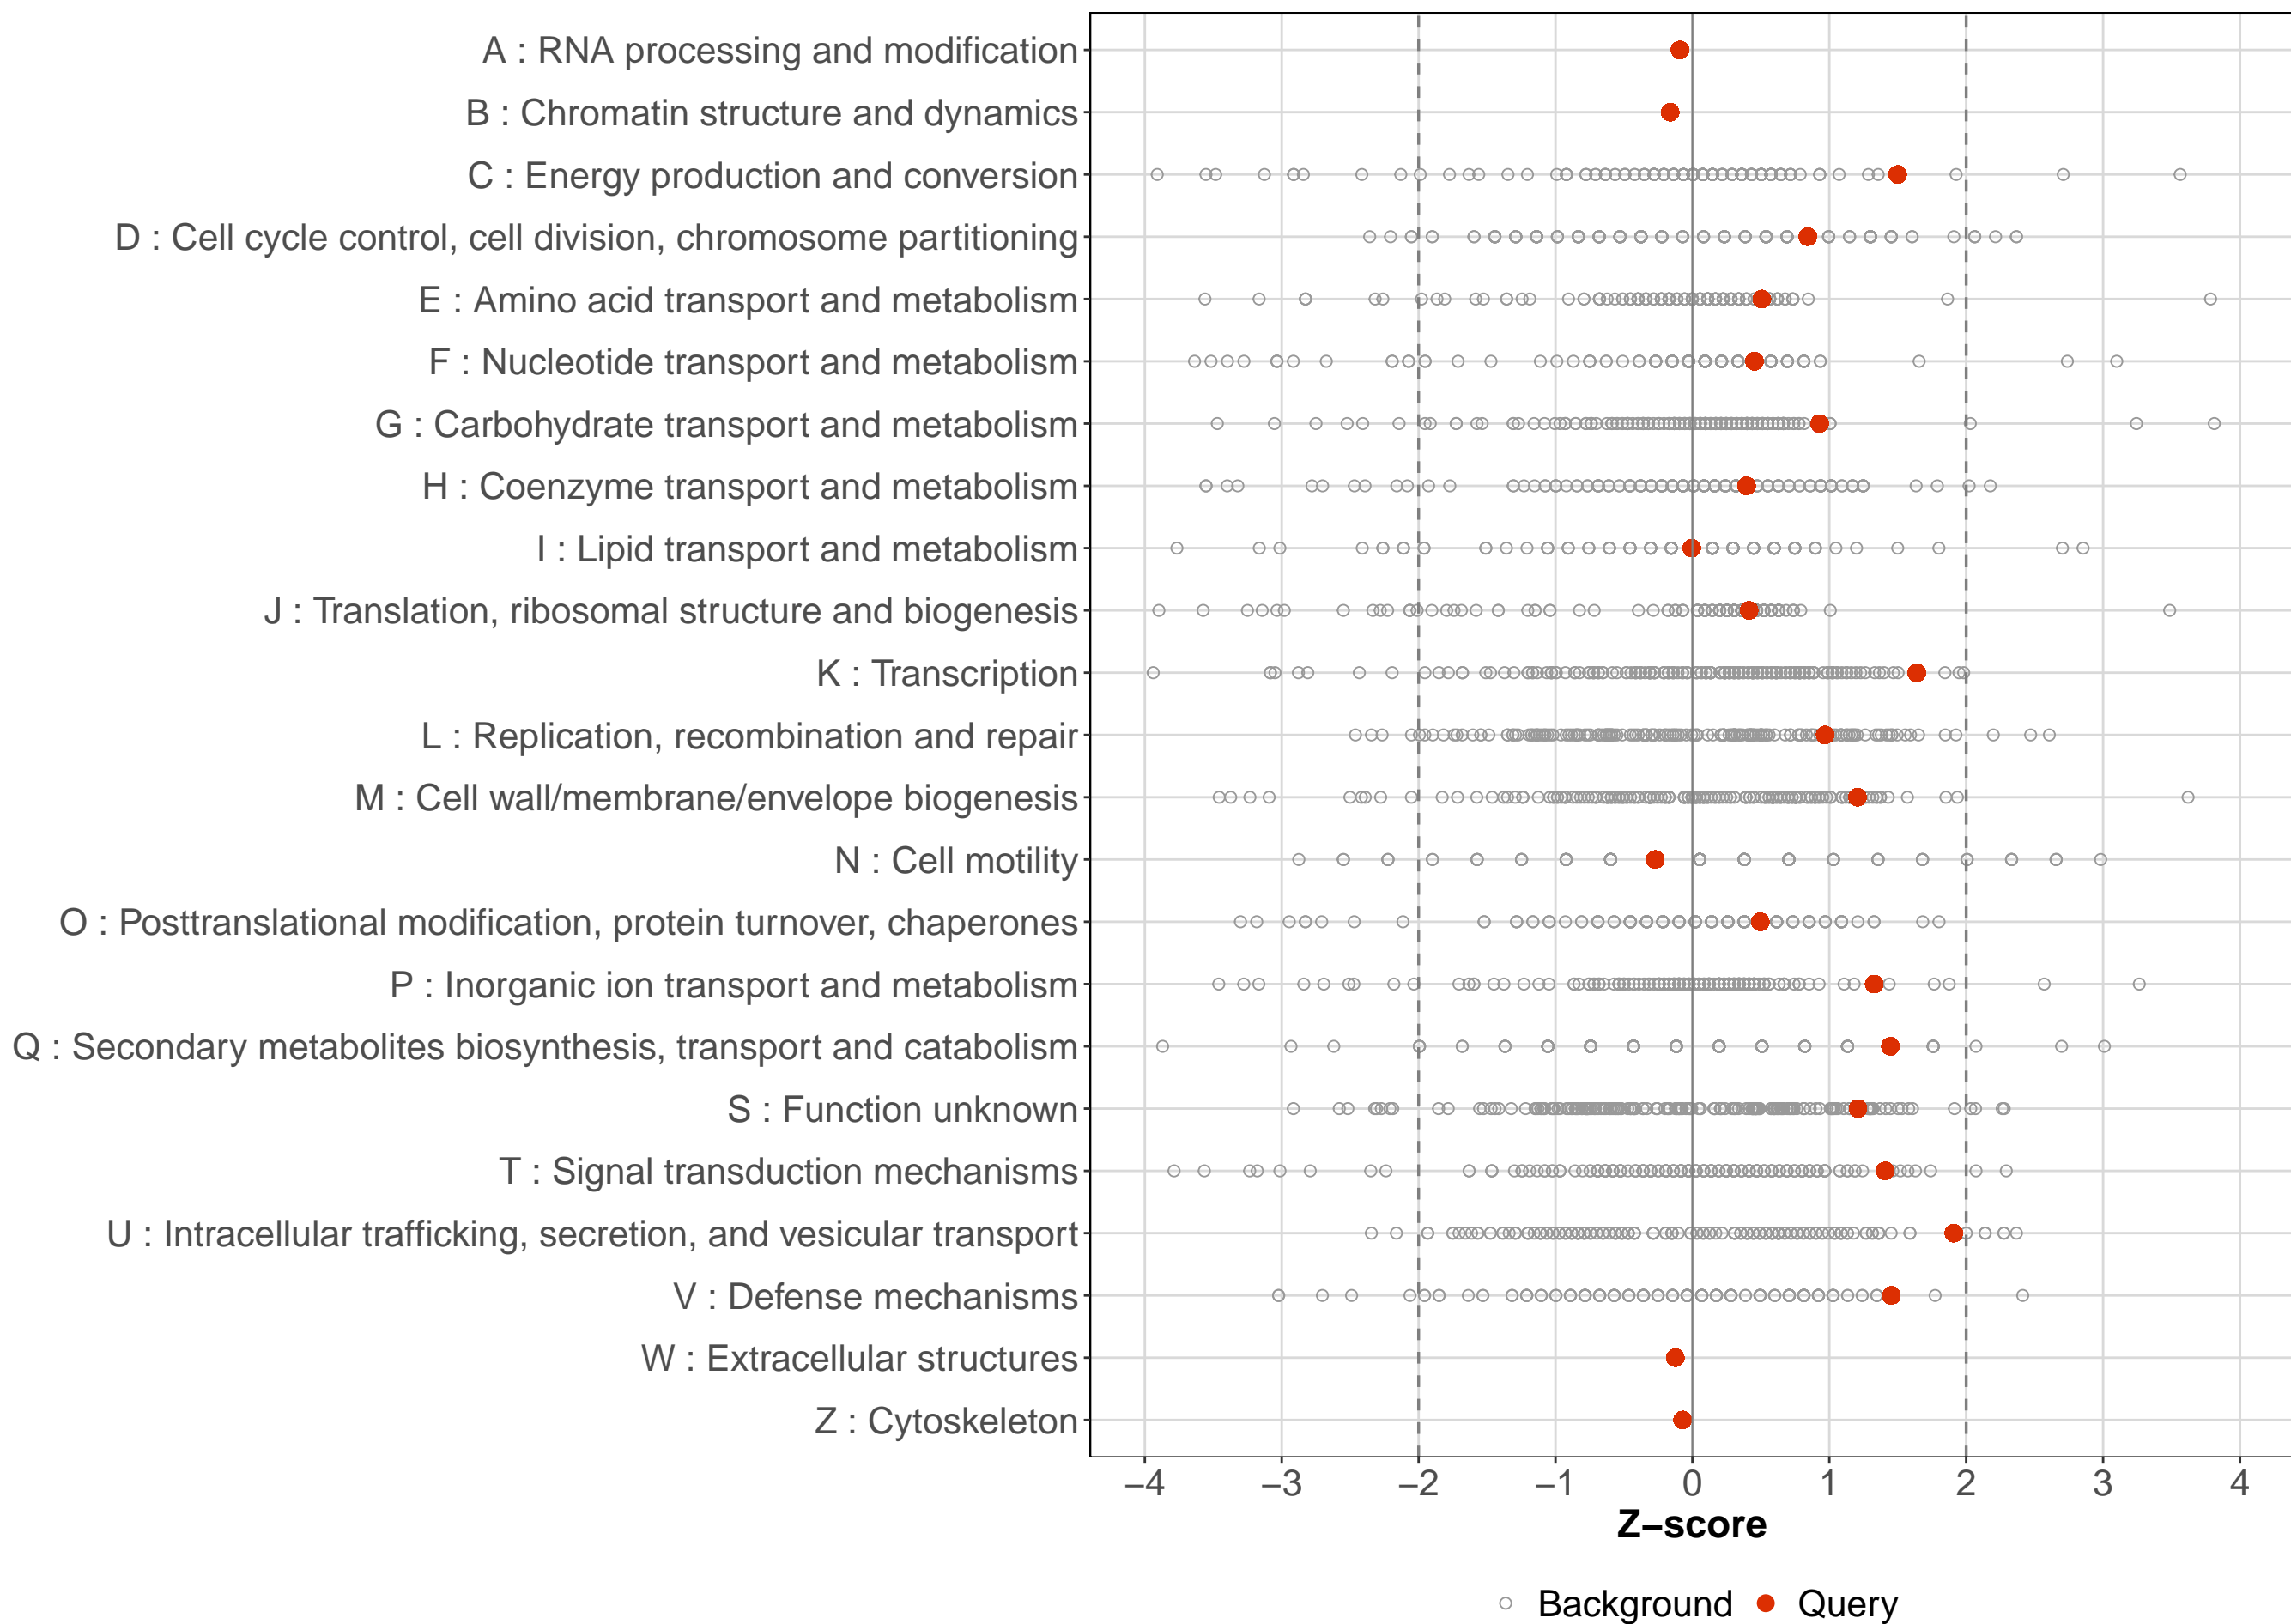 A : RNA processing and modification
B : Chromatin structure and dynamics
C : Energy production and conversion
D : Cell cycle control, cell division, chromosome partitioning
E : Amino acid transport and metabolism
F : Nucleotide transport and metabolism
G : Carbohydrate transport and metabolism
H : Coenzyme transport and metabolism
I : Lipid transport and metabolism
J : Translation, ribosomal structure and biogenesis
K : Transcription
L : Replication, recombination and repair
M : Cell wall/membrane/envelope biogenesis
N : Cell motility
O : Posttranslational modification, protein turnover, chaperones
P : Inorganic ion transport and metabolism
Q : Secondary metabolites biosynthesis, transport and catabolism
S : Function unknown
T : Signal transduction mechanisms
U : Intracellular trafficking, secretion, and vesicular transport
V : Defense mechanisms
W : Extracellular structures
Z : Cytoskeleton
−4 −3 −2 −1 0 1 2 3 4
Z−score
Background Query